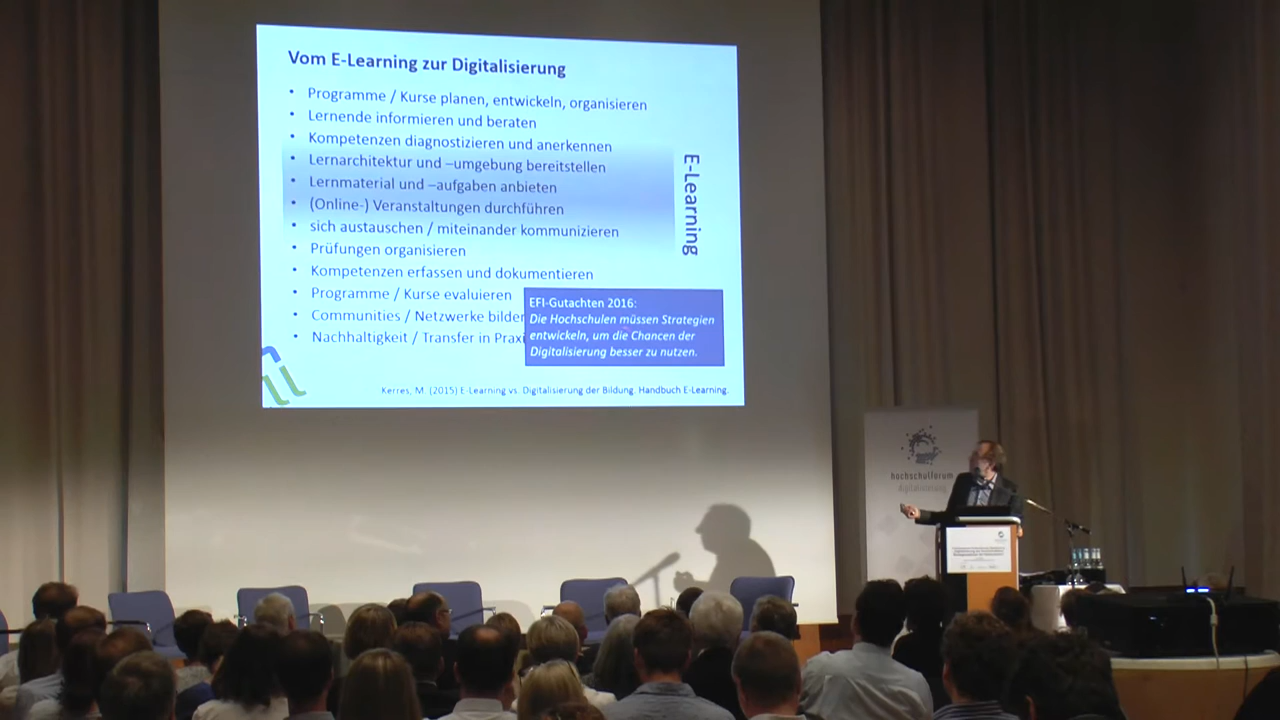 Vom E-Learning zur Digitalisierung
• Programme / Kurse planen, entwickeln, organisieren
• Lernende informieren und beraten
• Kompetenzen diagnostizieren und anerkennen
• Lernarchitektur und –umgebung bereitstellen
• Lernmaterial und –aufgaben anbieten
• (Online-) Veranstaltungen durchführen
• sich austauschen / miteinander kommunizieren
• Prüfungen organisieren
• Kompetenzen erfassen und dokumentieren
• Programme / Kurse evaluieren
• Communities / Netzwerke bilden
• Nachhaltigkeit / Transfer in Praxi
E-Learning
EFI-Gutachten 2016:
Die Hochschulen müssen Strategien
entwickeln, um die Chancen der
Digitalisierung besser zu nutzen.
Kerres, M. (2015) E-Learning vs. Digitalisierung der Bildung. Handbuch E-Learning.
hochschulforum
digitalisierung